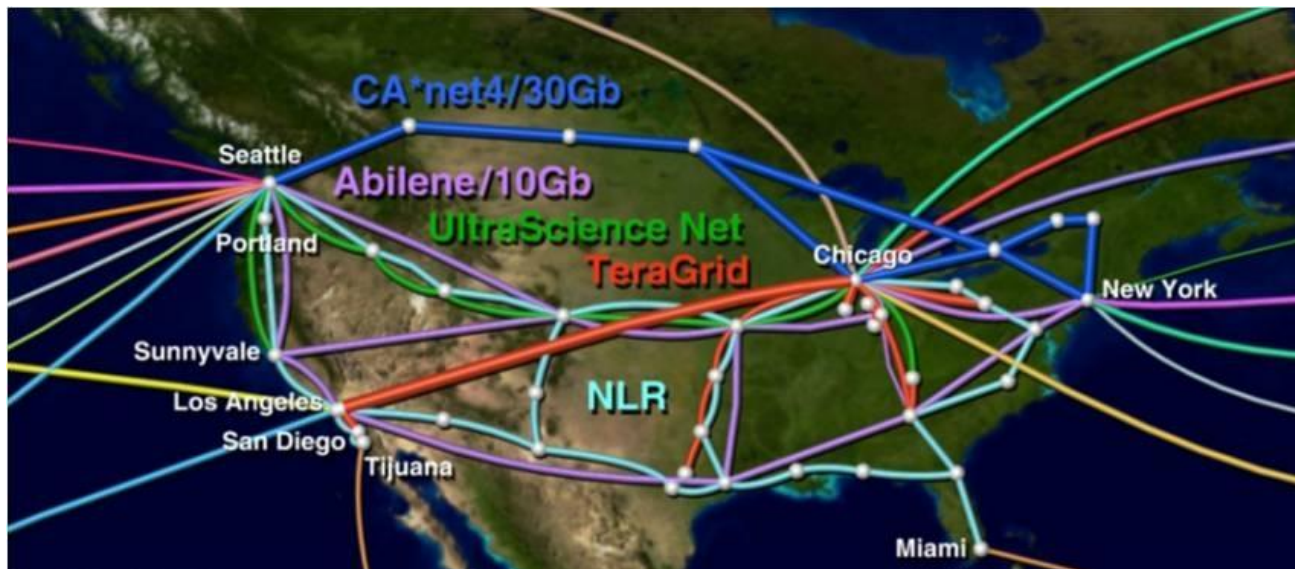 CA*net4/30Gb
Seattle
Abilene/10Gb
UltraScience Net
Portland
Chicago
TeraGrid
New York
Sunnyvale
NLR
Los Angeles
San Diego
Tijuana
Miami